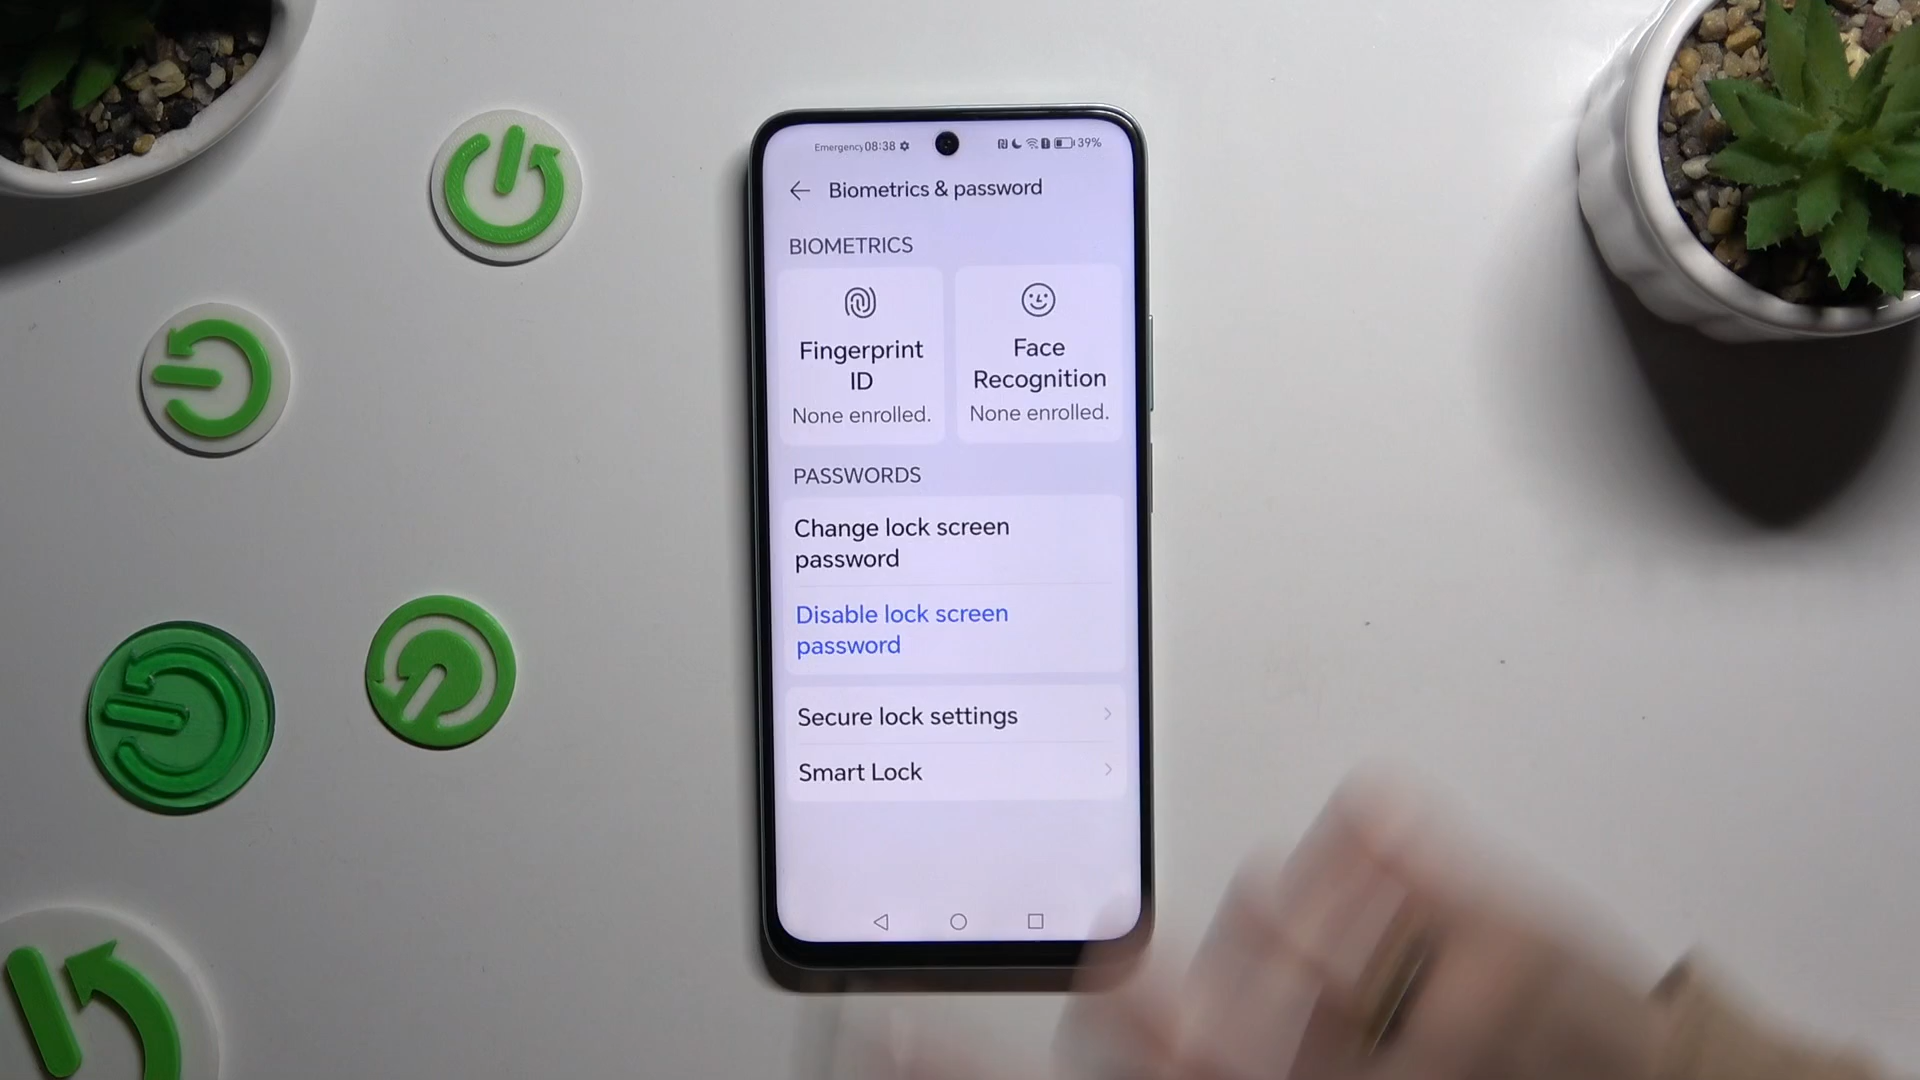 Emergency 08:38 39%
Biometrics & password
BIOMETRICS
Fingerprint
ID
None enrolled.
Face
Recognition
None enrolled.
PASSWORDS
Change lock screen
password
Disable lock screen
password
Secure lock settings
Smart Lock